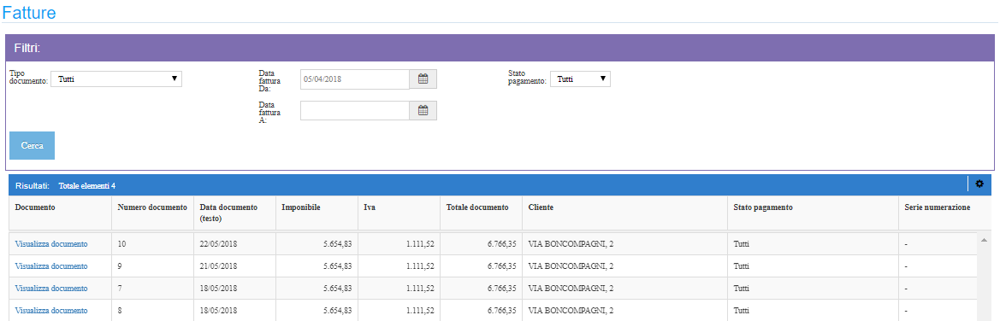 Fatture
Filtri:
Tipo documento: Tutti
Data fattura Da: 05/04/2018
Stato pagamento: Tutti
Data fattura A:
Cerca
Risultati: Totale elementi 4
Documento Numero documento Data documento (testo) Imponibile Iva Totale documento Cliente Stato pagamento Serie numerazione
Visualizza documento 10 22/05/2018 5.654,83 1.111,52 6.766,35 VIA BONCOMPAGNI, 2 Tutti -
Visualizza documento 9 21/05/2018 5.654,83 1.111,52 6.766,35 VIA BONCOMPAGNI, 2 Tutti -
Visualizza documento 7 18/05/2018 5.654,83 1.111,52 6.766,35 VIA BONCOMPAGNI, 2 Tutti -
Visualizza documento 8 18/05/2018 5.654,83 1.111,52 6.766,35 VIA BONCOMPAGNI, 2 Tutti -